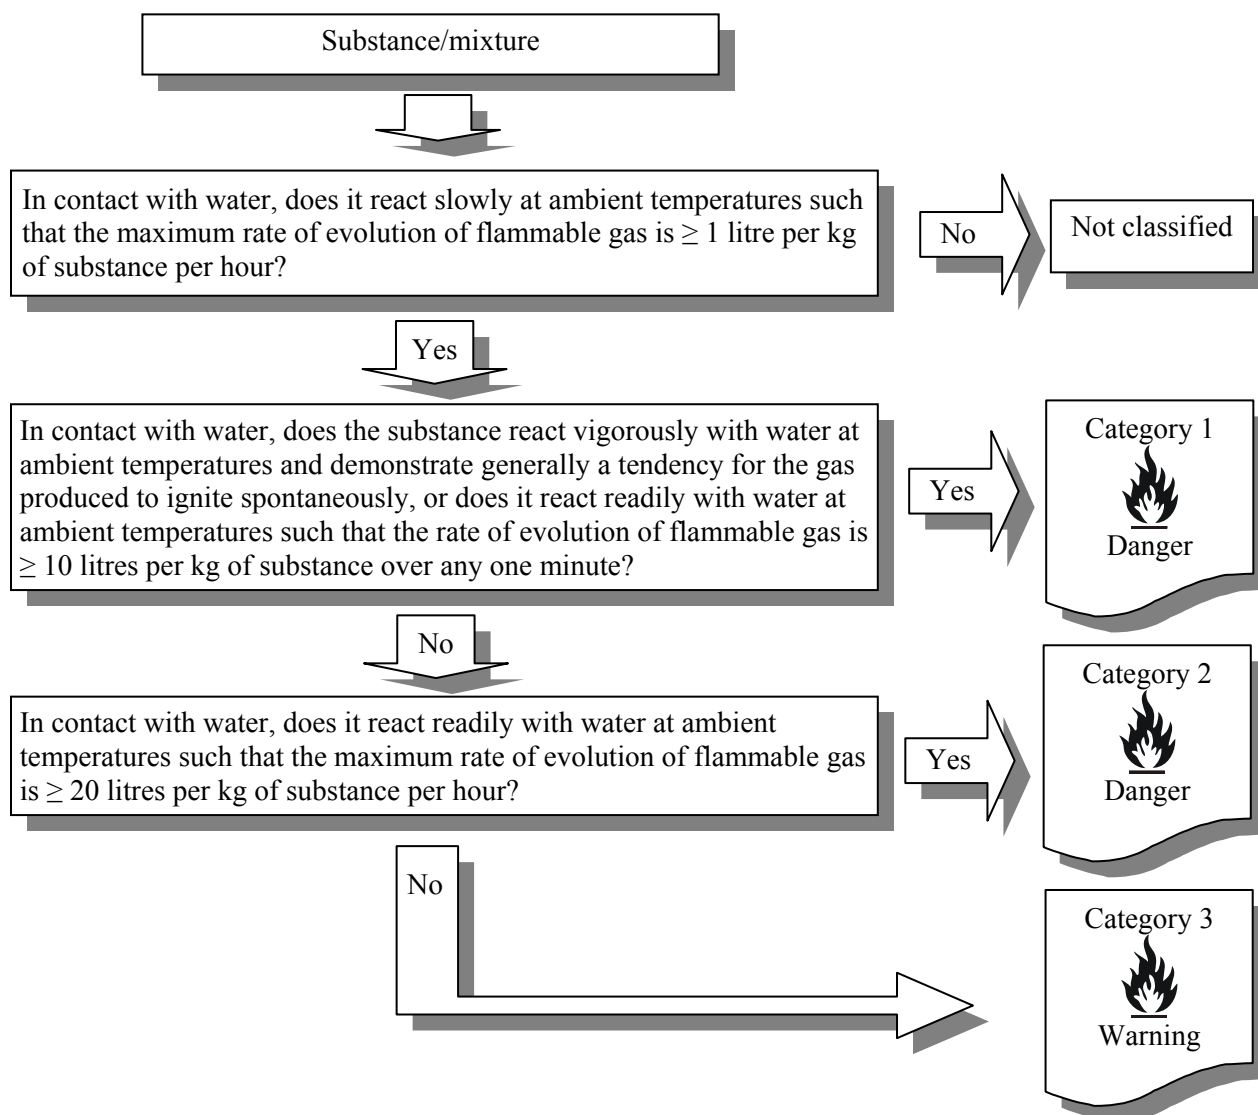 Substance/mixture
In contact with water, does it react slowly at ambient temperatures such
that the maximum rate of evolution of flammable gas is ≥ 1 litre per kg
of substance per hour?
No
Not classified
Yes
In contact with water, does the substance react vigorously with water at
ambient temperatures and demonstrate generally a tendency for the gas
produced to ignite spontaneously, or does it react readily with water at
ambient temperatures such that the rate of evolution of flammable gas is
≥ 10 litres per kg of substance over any one minute?
Yes
Category 1
Danger
No
In contact with water, does it react readily with water at ambient
temperatures such that the maximum rate of evolution of flammable gas
is ≥ 20 litres per kg of substance per hour?
Yes
Category 2
Danger
No
Category 3
Warning